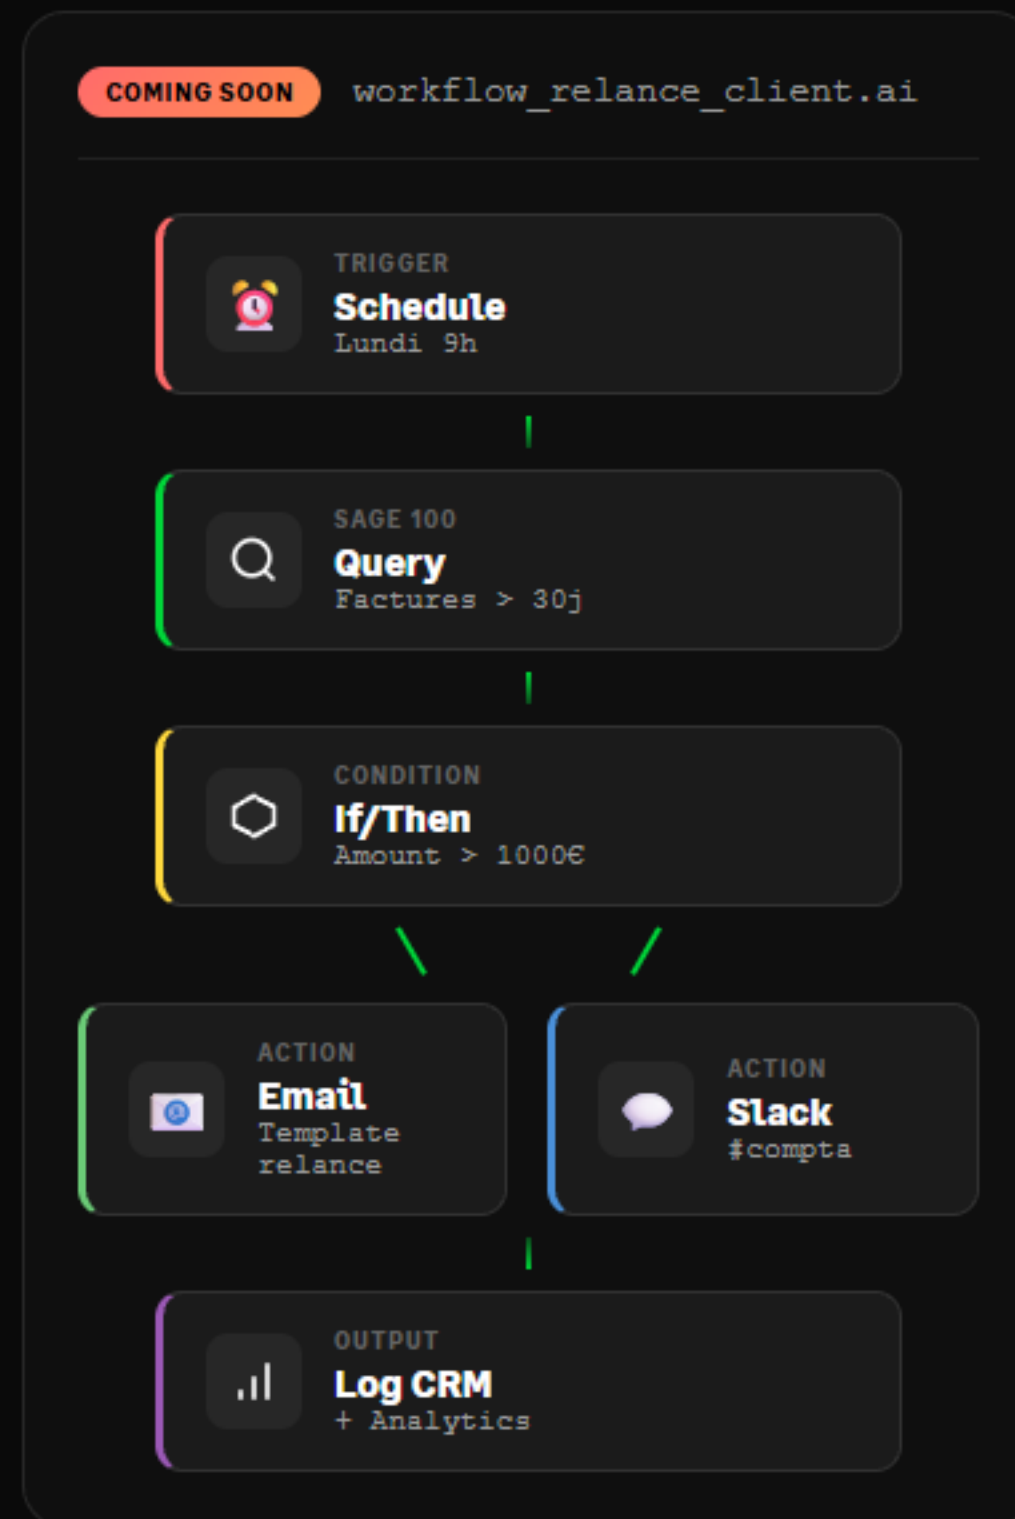 COMING SOON workflow_relance_client.ai
TRIGGER
Schedule
Lundi 9h
SAGE 100
Query
Factures > 30j
CONDITION
If/Then
Amount > 1000€
ACTION
Email
Template
relance
ACTION
Slack
#compta
OUTPUT
Log CRM
+ Analytics